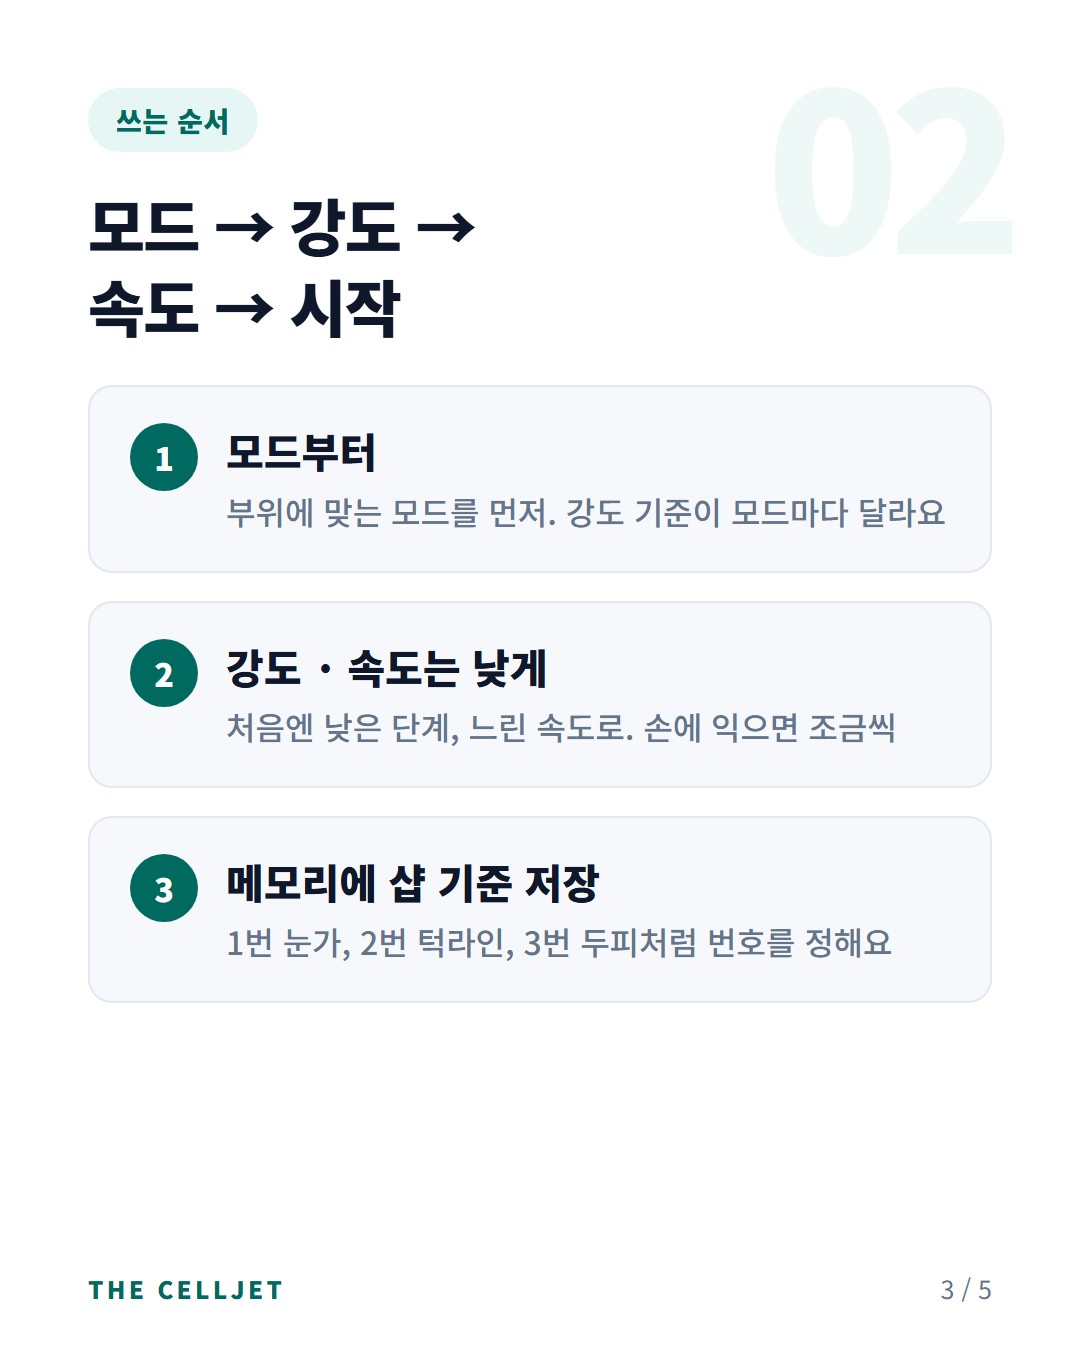 쓰는 순서
02
모드 → 강도 →
속도 → 시작
1
모드부터
부위에 맞는 모드를 먼저. 강도 기준이 모드마다 달라요
2
강도 · 속도는 낮게
처음엔 낮은 단계, 느린 속도로. 손에 익으면 조금씩
3
메모리에 샵 기준 저장
1번 눈가, 2번 턱라인, 3번 두피처럼 번호를 정해요
THE CELLJET
3 / 5